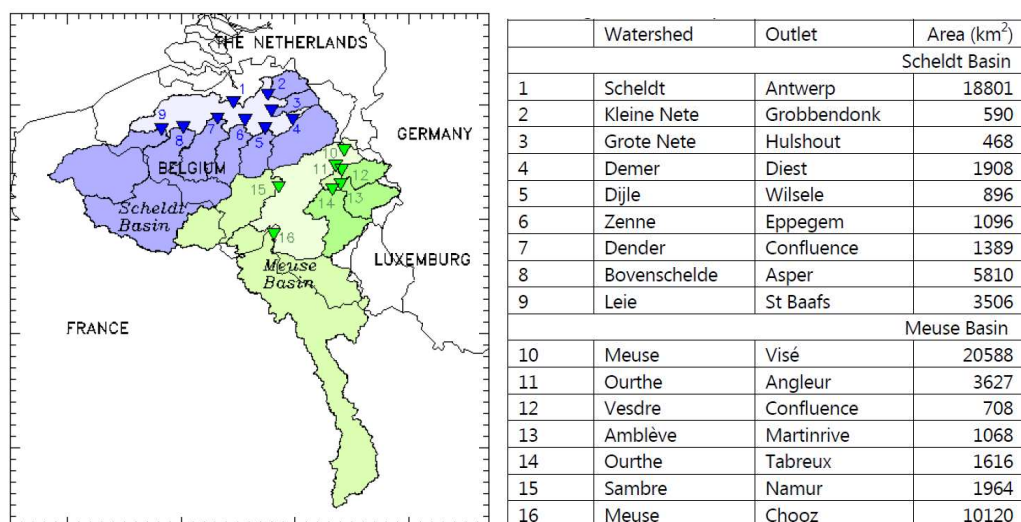 THE NETHERLANDS
1
2
3
9
8
7
6
5
4
GERMANY
10
BELGIUM
11
12
15
13
14
Scheldt
Basin
16
LUXEMBURG
Meuse
Basin
FRANCE
Watershed Outlet Area (km²)
Scheldt Basin
1 Scheldt Antwerp 18801
2 Kleine Nete Grobbendonk 590
3 Grote Nete Hulshout 468
4 Demer Diest 1908
5 Dijle Wilsele 896
6 Zenne Eppegem 1096
7 Dender Confluence 1389
8 Bovenschelde Asper 5810
9 Leie St Baafs 3506
Meuse Basin
10 Meuse Visé 20588
11 Ourthe Angleur 3627
12 Vesdre Confluence 708
13 Amblève Martinrive 1068
14 Ourthe Tabreux 1616
15 Sambre Namur 1964
16 Meuse Chooz 10120